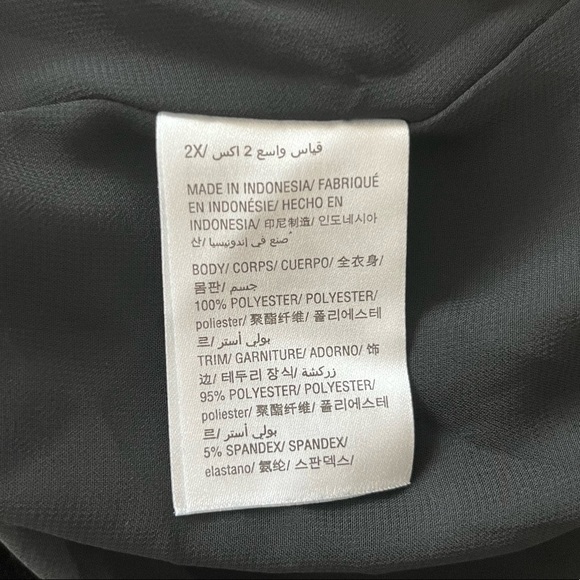 2X/ قياس واسع 2 اكس
MADE IN INDONESIA/ FABRIQUÉ
EN INDONÉSIE/ HECHO EN
INDONESIA/ 印尼制造/ 인도네시아
산/ صنع في إندونيسيا/
BODY/ CORPS/ CUERPO/ 全衣身/
몸판/ جسم/
100% POLYESTER/ POLYESTER/
poliester/ 聚酯纤维/ 폴리에스테
르/ بولي أستر/
TRIM/ GARNITURE/ ADORNO/ 饰
边/ 테두리 장식/ زركشة/
95% POLYESTER/ POLYESTER/
poliester/ 聚酯纤维/ 폴리에스테
르/ بولي أستر/
5% SPANDEX/ SPANDEX/
elastano/ 氨纶/ 스판덱스/